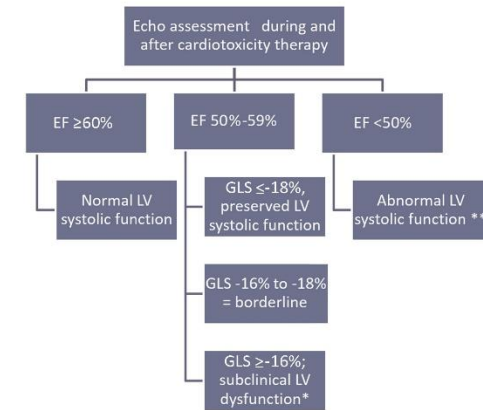 Echo assessment during and
after cardiotoxicity therapy
EF ≥60%
EF 50%-59%
EF <50%
Normal LV
systolic function
GLS ≤-18%,
preserved LV
systolic function
Abnormal LV
systolic function **
GLS -16% to -18%
= borderline
GLS ≥-16%;
subclinical LV
dysfunction*